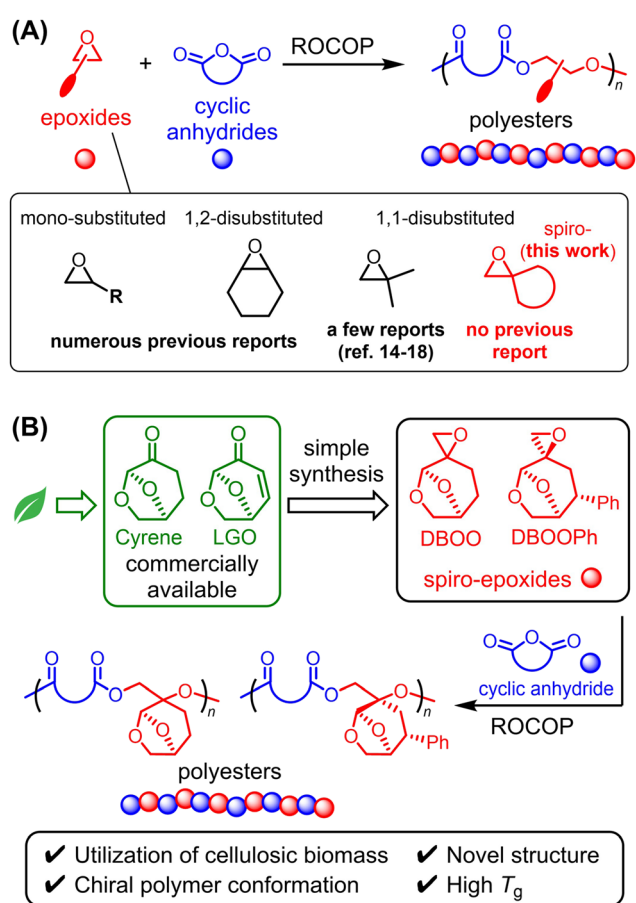 (A)
O
epoxides
+
O O O
cyclic
anhydrides
ROCOP
O O
O O
n
polyesters
mono-substituted 1,2-disubstituted 1,1-disubstituted
spiro-
(this work)
O
R
O
O
O
numerous previous reports
a few reports
(ref. 14-18)
no previous
report
(B)
O
O
O
Cyrene
O
O
O
LGO
commercially
available
simple
synthesis
O
O
O
DBOO
O
O
O
Ph
DBOOPh
spiro-epoxides
O O O
cyclic anhydride
ROCOP
O O
O O
n
O
O
O O
O O
n
O
O
Ph
polyesters
✔ Utilization of cellulosic biomass ✔ Novel structure
✔ Chiral polymer conformation ✔ High Tg